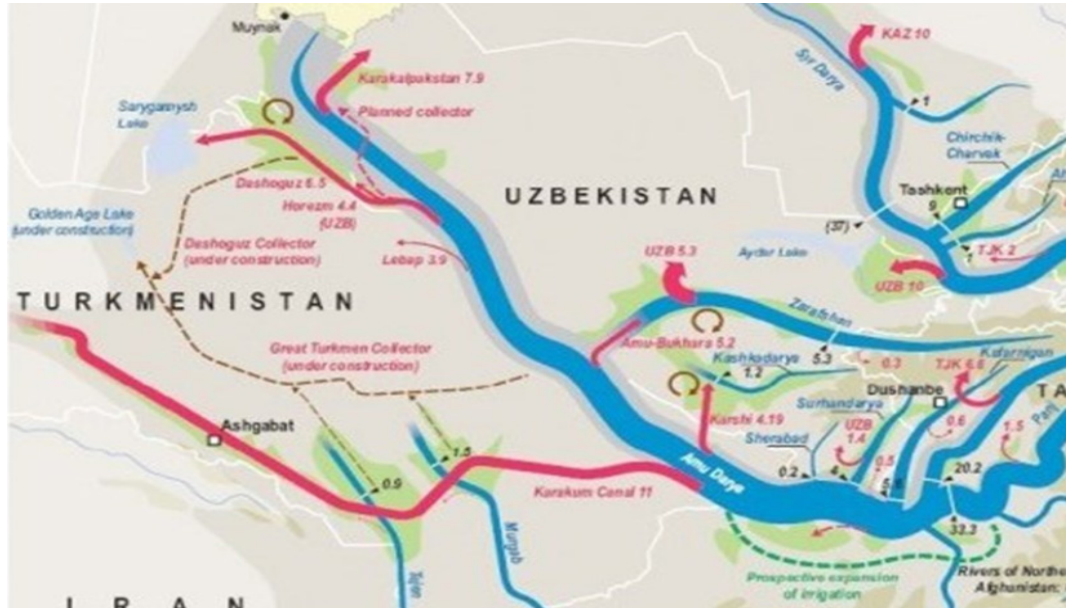 Muynak
KAZ 10
Karakalpakstan 7.9
Syr Darya
Sarygamysh
Lake
Planned collector
1
Chirchik-
Charvak
Tashkent
Dashoguz 6.5
UZBEKISTAN
9
Horezm 4.4
(UZB)
Golden Age Lake
(under construction)
(37)
Dashoguz Collector
(under construction)
UZB 5.3
Aydar Lake
1
TJK 2
Lebap 3.9
UZB 10
TURKMENISTAN
Zarafshan
Amu-Bukhara 5.2
5.3
Kafarnigan
Great Turkmen Collector
(under construction)
Kashkadarya
1.2
0.3
TJK 6.6
Dushanbe
TA
Surhandarya
Karshi 4.19
Ashgabat
UZB
1.4
0.6
1.5
Panj
Sherabad
0.5
1.5
Amu Darya
0.2
4
20.2
0.9
Karakum Canal 11
33.3
Murgab
Tejen
Prospective expansion
of irrigation
Rivers of Northe
Afghanistan:
IRAN